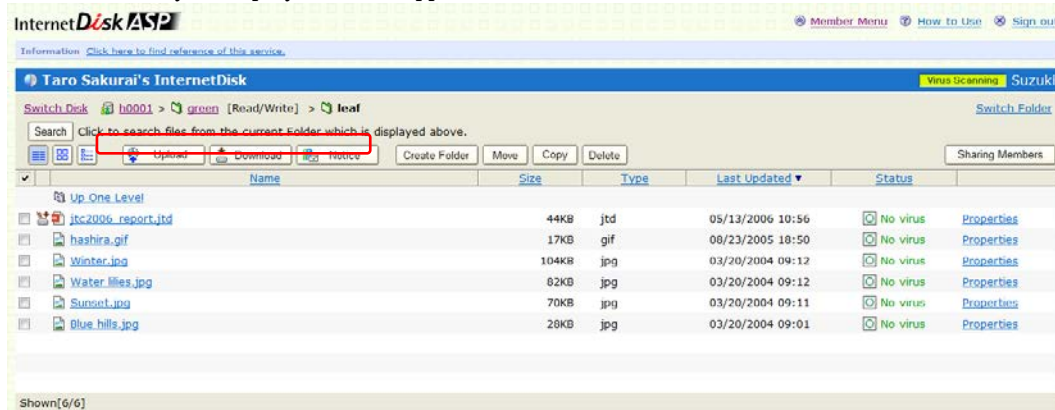 InternetDisk ASP Member Menu How to Use Sign out
Information Click here to find reference of this service.
Taro Sakurai's InternetDisk Virus Scanning Suzuki
Switch Disk h0001 > green [Read/Write] > leaf Switch Folder
Search Click to search files from the current Folder which is displayed above.
Upload Download Notice Create Folder Move Copy Delete Sharing Members
Name Size Type Last Updated ▼ Status
Up One Level
jtc2006_report.jtd 44KB jtd 05/13/2006 10:56 No virus Properties
hashira.gif 17KB gif 08/23/2005 18:50 No virus Properties
Winter.jpg 104KB jpg 03/20/2004 09:12 No virus Properties
Water lilies.jpg 82KB jpg 03/20/2004 09:12 No virus Properties
Sunset.jpg 70KB jpg 03/20/2004 09:11 No virus Properties
Blue hills.jpg 28KB jpg 03/20/2004 09:01 No virus Properties
Shown[6/6]